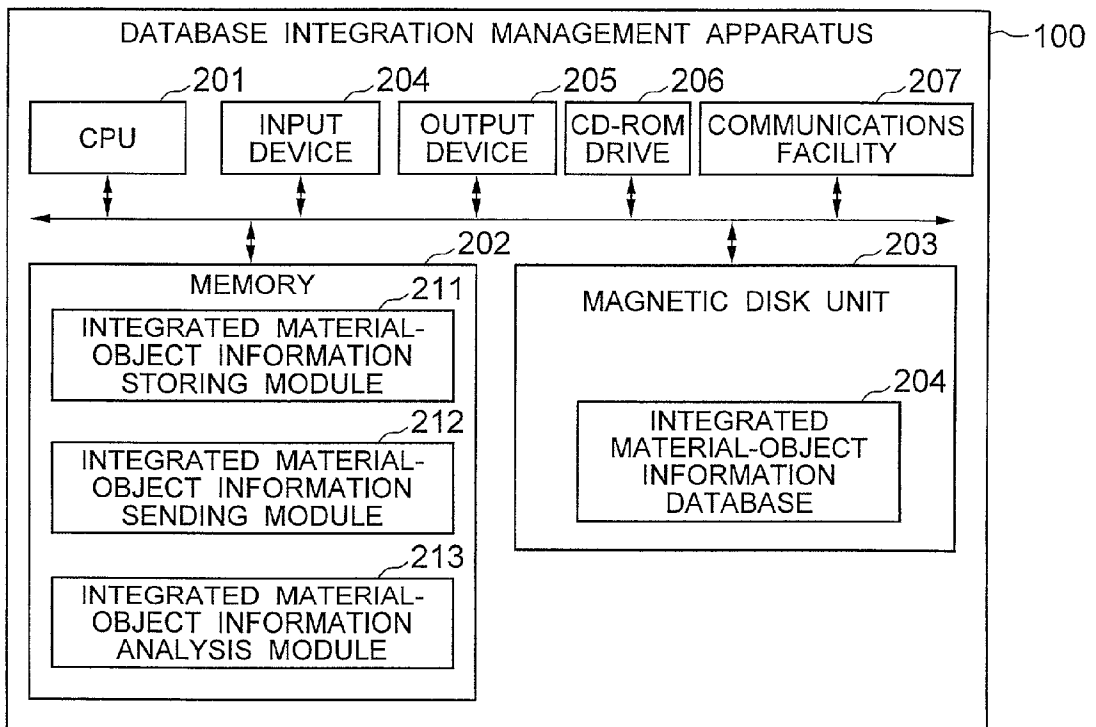 DATABASE INTEGRATION MANAGEMENT APPARATUS
100
201
204
205
206
207
CPU
INPUT
DEVICE
OUTPUT
DEVICE
CD-ROM
DRIVE
COMMUNICATIONS
FACILITY
202
203
MEMORY
211
INTEGRATED MATERIAL-
OBJECT INFORMATION
STORING MODULE
212
INTEGRATED MATERIAL-
OBJECT INFORMATION
SENDING MODULE
213
INTEGRATED MATERIAL-
OBJECT INFORMATION
ANALYSIS MODULE
MAGNETIC DISK UNIT
204
INTEGRATED
MATERIAL-OBJECT
INFORMATION
DATABASE